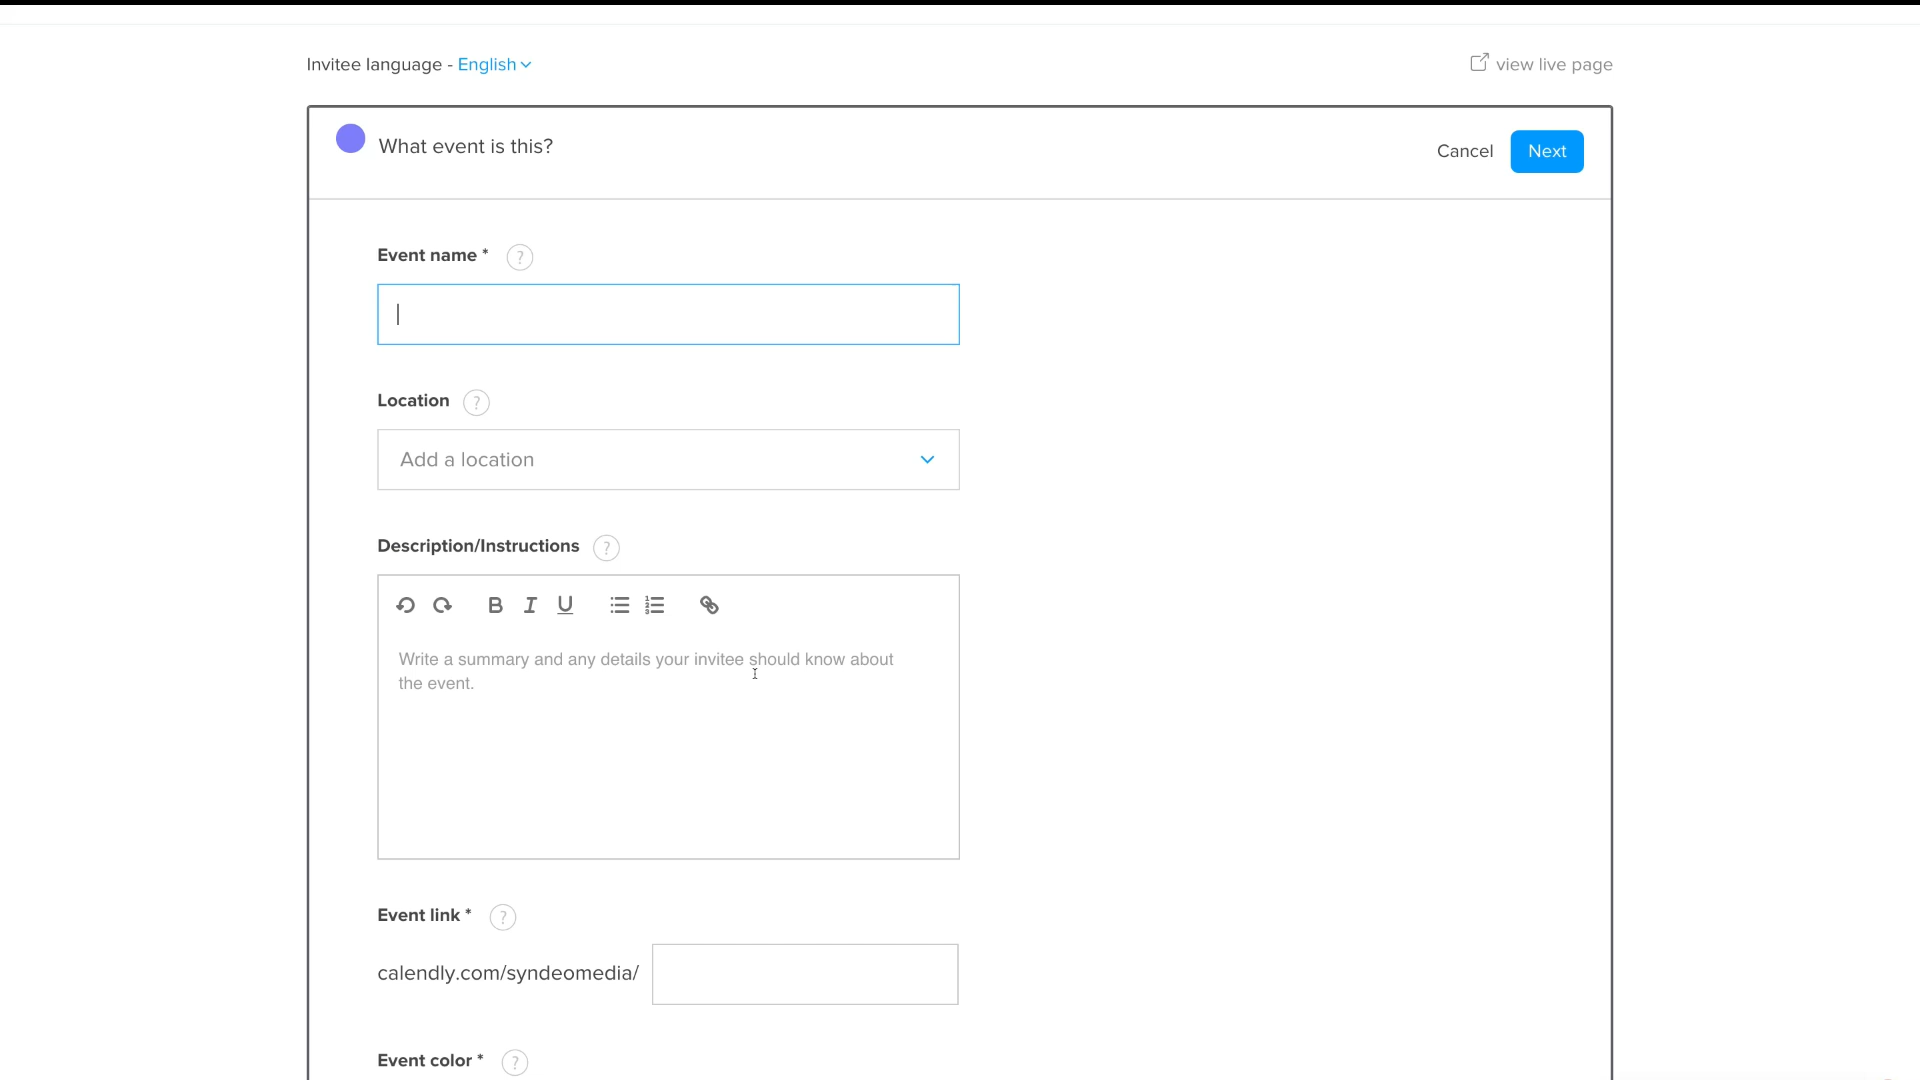 Invitee language - English
view live page
What event is this?
Cancel
Next
Event name *
?
Location
?
Add a location
Description/Instructions
?
B I U
Write a summary and any details your invitee should know about
the event.
Event link *
?
calendly.com/syndeomedia/
Event color *
?